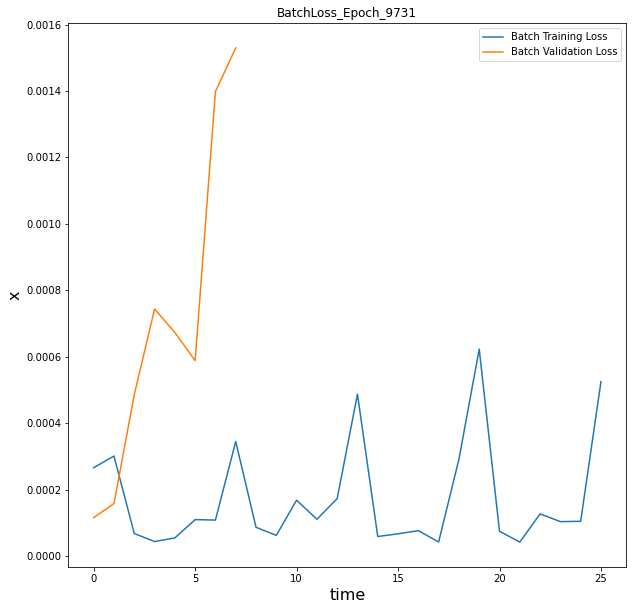 BatchLoss_Epoch_9731
Batch Training Loss
Batch Validation Loss
0.0016
0.0014
0.0012
0.0010
0.0008
0.0006
0.0004
0.0002
0.0000
x
0 5 10 15 20 25
time